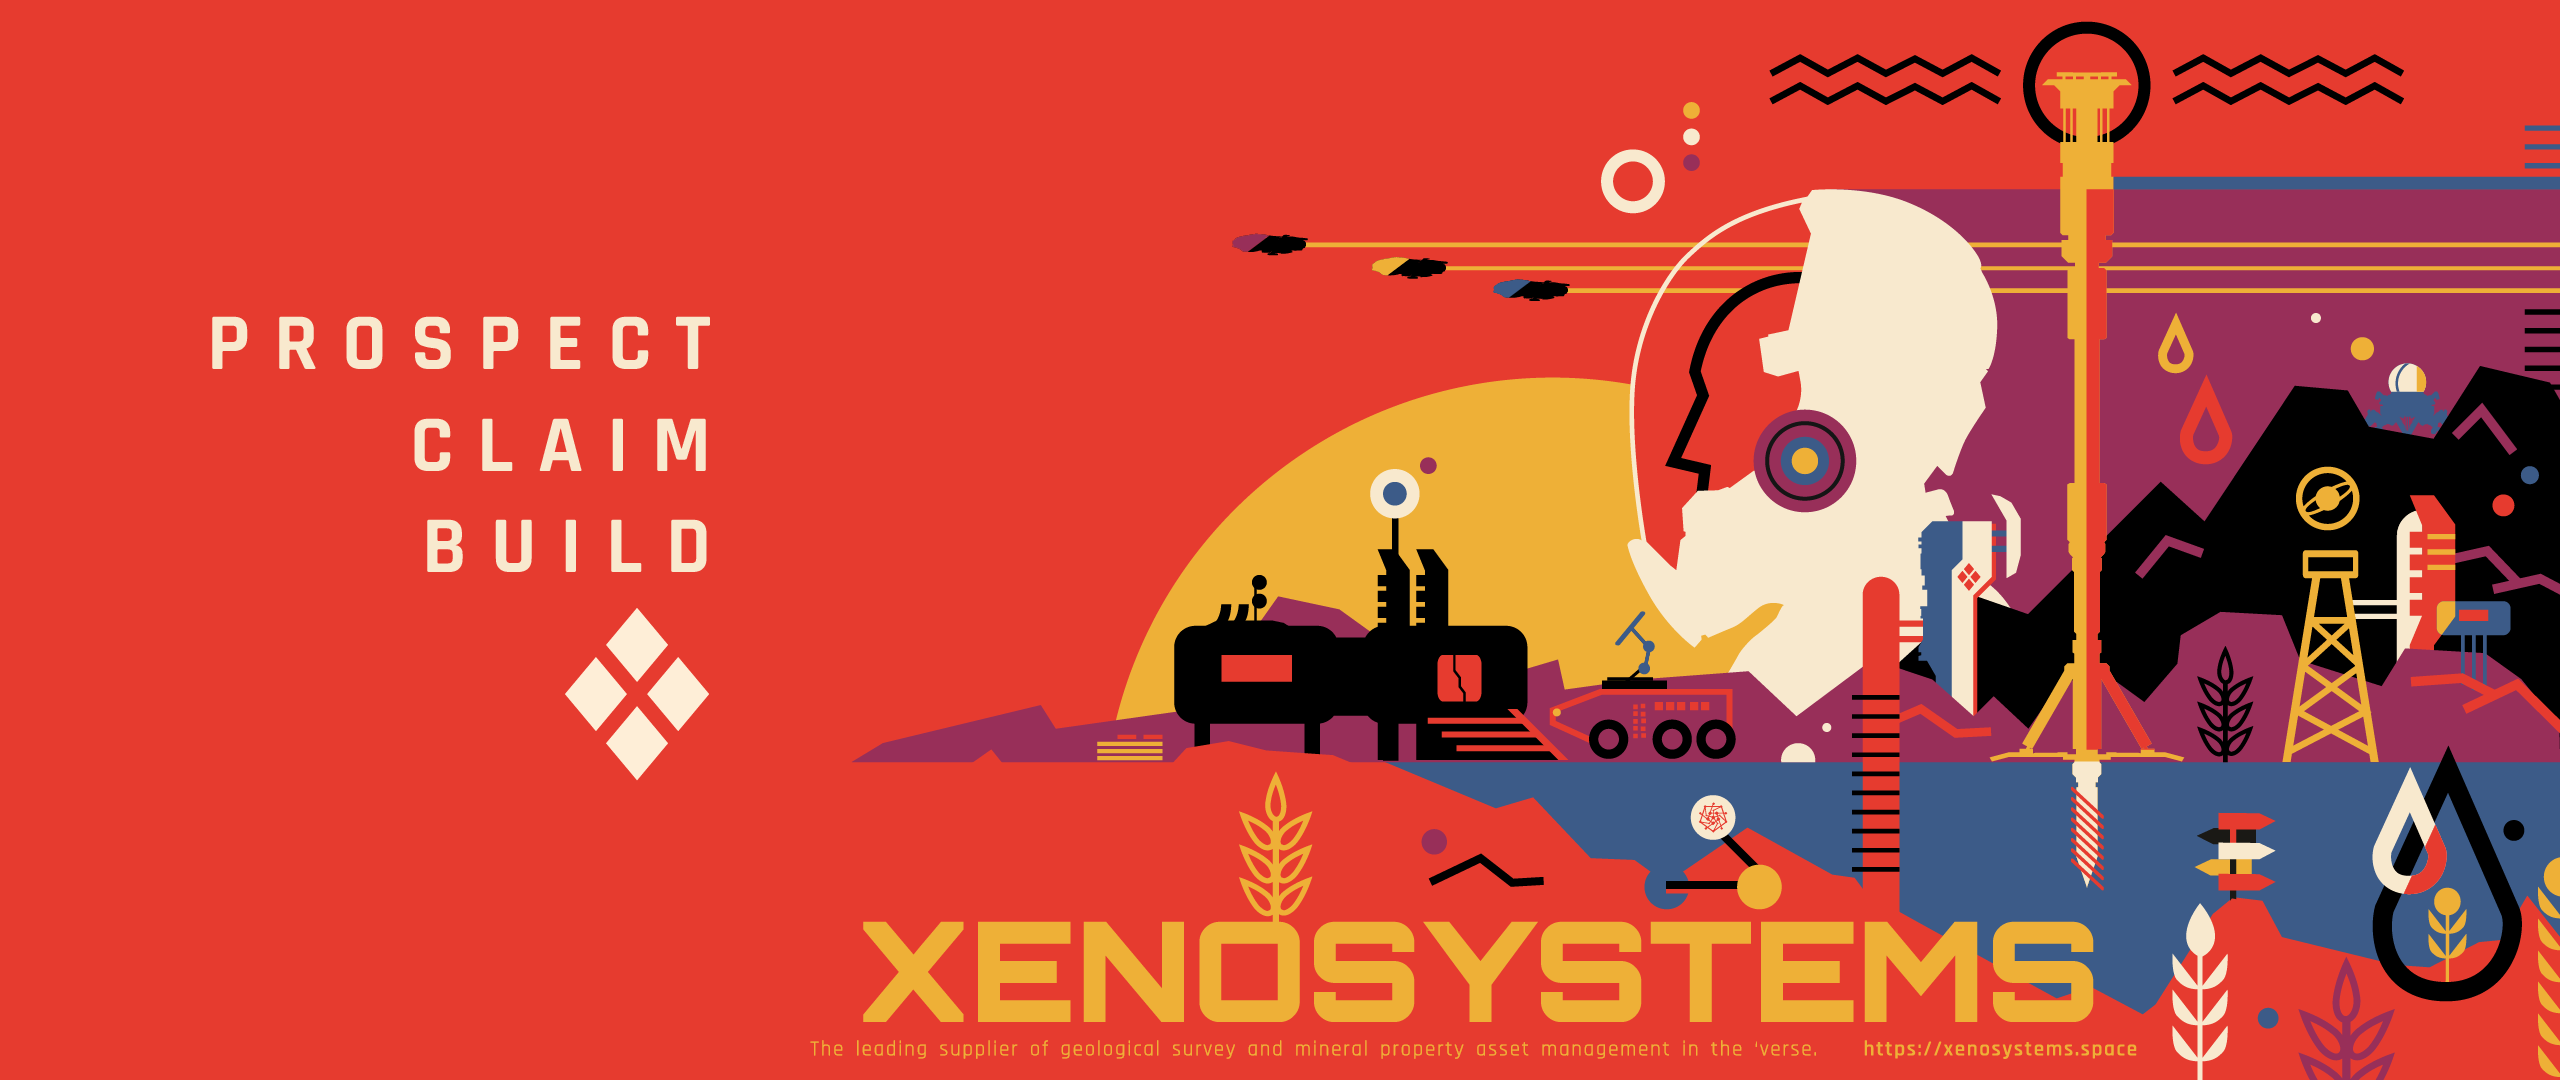 PROSPECT
CLAIM
BUILD
XENOSYSTEMS
The leading supplier of geological survey and mineral property asset management in the ‘verse. https://xenosystems.space